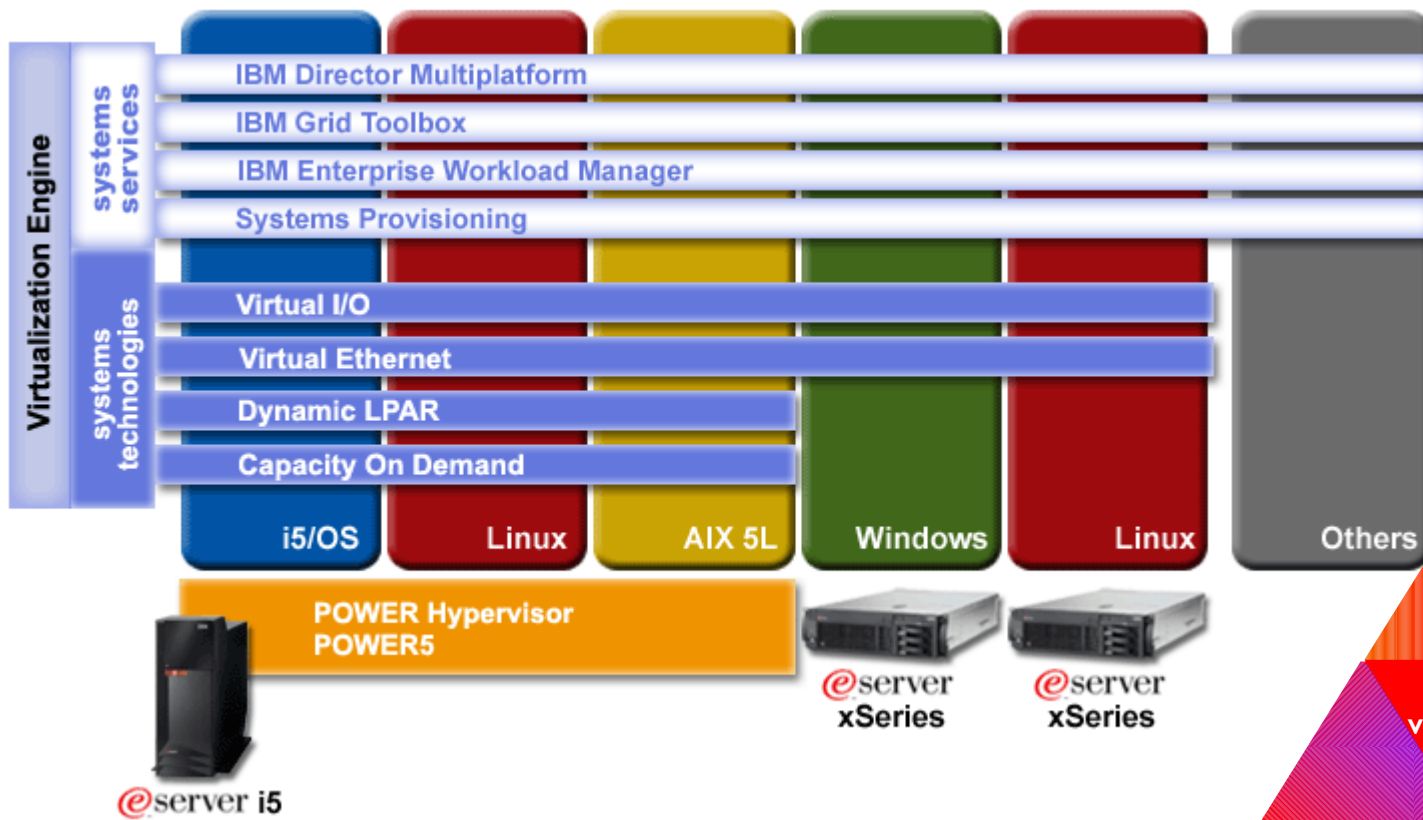 Virtualization Engine
systems
services
systems
technologies
IBM Director Multiplatform
IBM Grid Toolbox
IBM Enterprise Workload Manager
Systems Provisioning
Virtual I/O
Virtual Ethernet
Dynamic LPAR
Capacity On Demand
i5/OS
Linux
AIX 5L
Windows
Linux
Others
POWER Hypervisor
POWER5
eserver
xSeries
eserver
xSeries
eserver i5